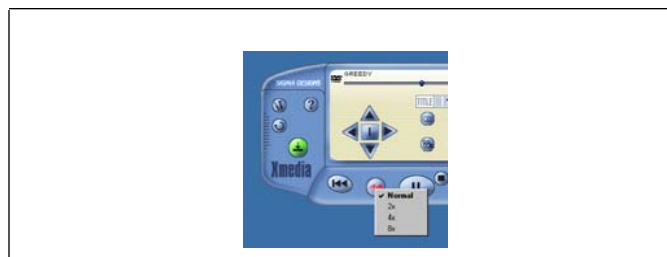 GREEDY
SIGMA DESIGNS
?
TITLE
Xmedia
✔ Normal
2x
4x
8x